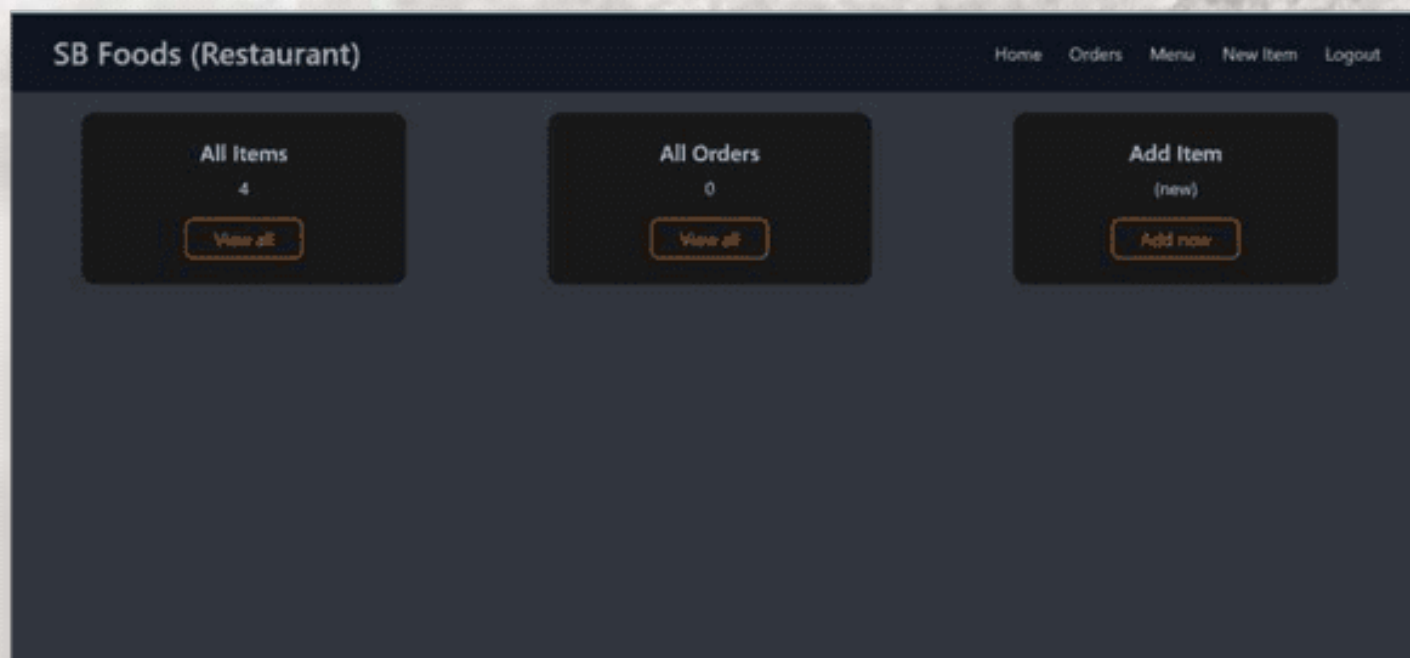 SB Foods (Restaurant)
Home Orders Menu New Item Logout
All Items
4
View all
All Orders
0
View all
Add Item
(new)
Add now